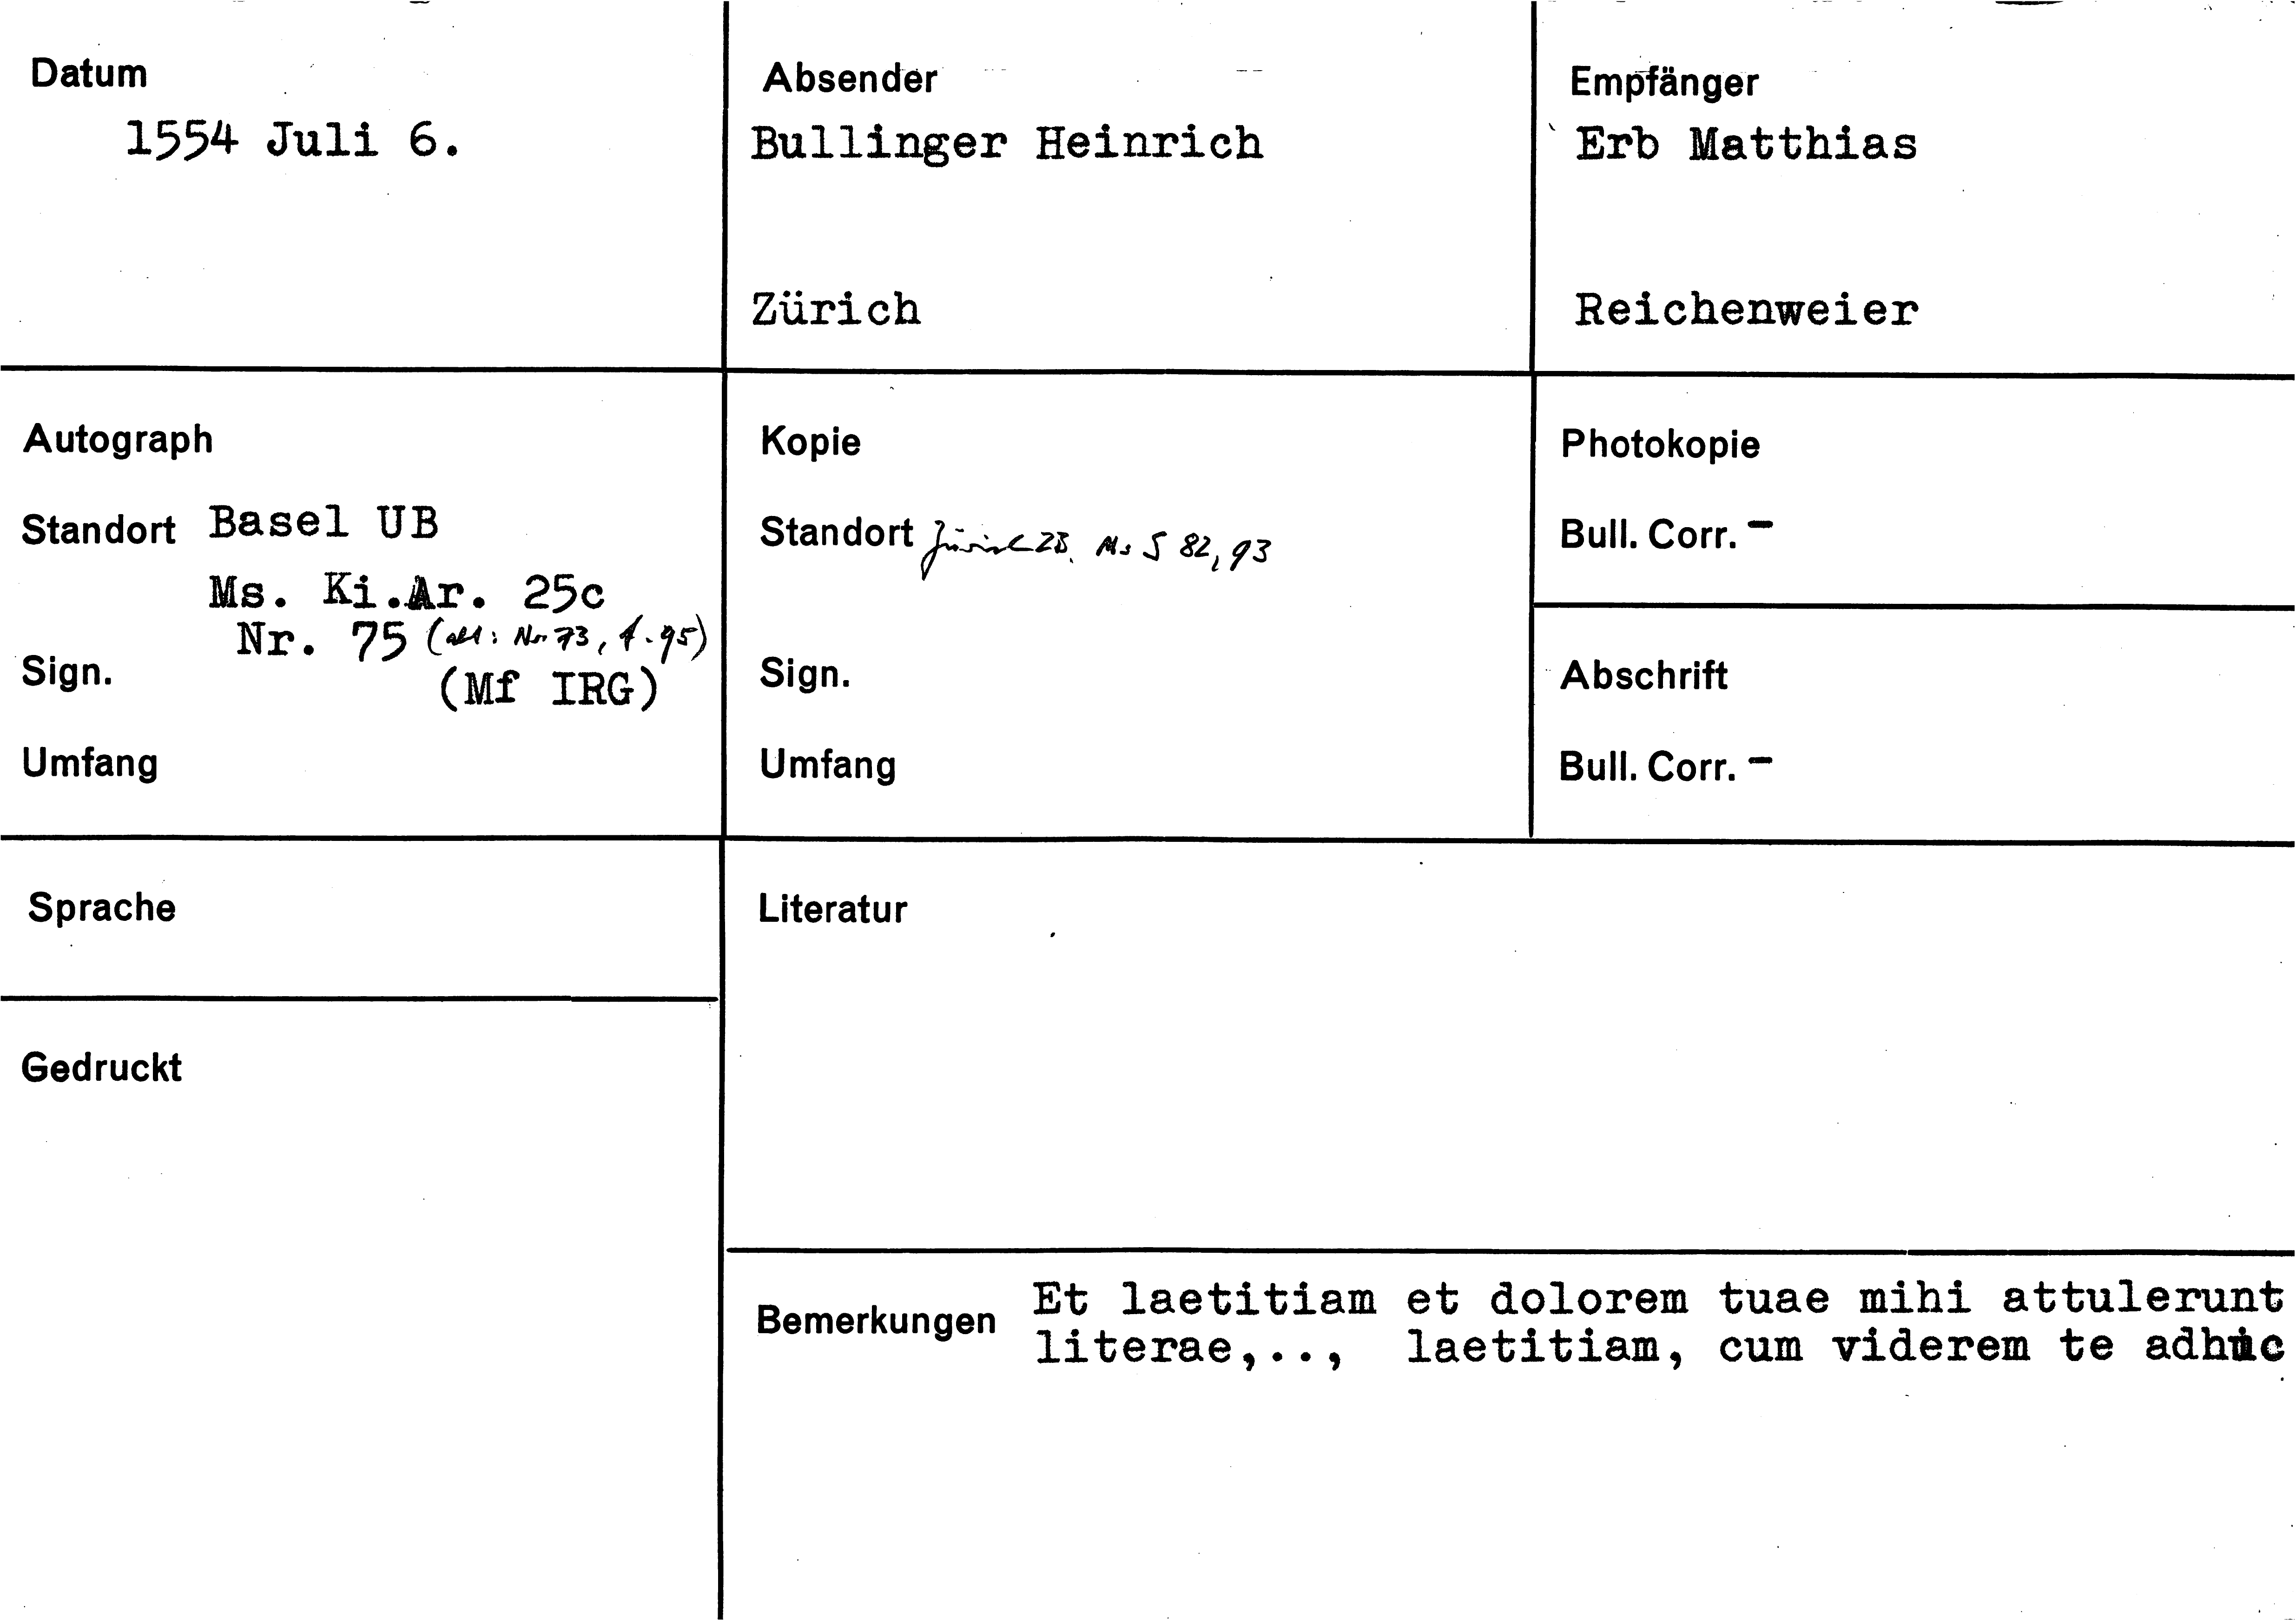 Datum
1554 Juli 6.
Absender
Bullinger Heinrich
Zürich
Empfänger
Erb Matthias
Reichenweier
Autograph
Standort Basel UB
Ms. Ki.Ar. 25c
Nr. 75 (alt: Nr. 73, f. 95)
Sign.
(Mf IRG)
Umfang
Kopie
Standort Zürich ZB, Ms S 82, 93
Sign.
Umfang
Photokopie
Bull. Corr. –
Abschrift
Bull. Corr. –
Sprache
Gedruckt
Literatur
Bemerkungen
Et laetitiam et dolorem tuae mihi attulerunt
literae,.., laetitiam, cum viderem te adhuc